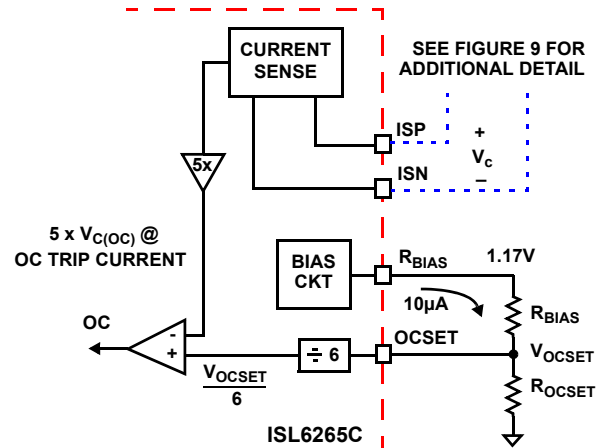 CURRENT
SENSE
SEE FIGURE 9 FOR
ADDITIONAL DETAIL
ISP
+
Vc
–
ISN
5x
5 x VC(OC) @
OC TRIP CURRENT
BIAS
CKT
RBIAS
1.17V
10µA
RBIAS
OC
-
+
÷ 6
OCSET
VOCSET
VOCSET
6
ROCSET
ISL6265C